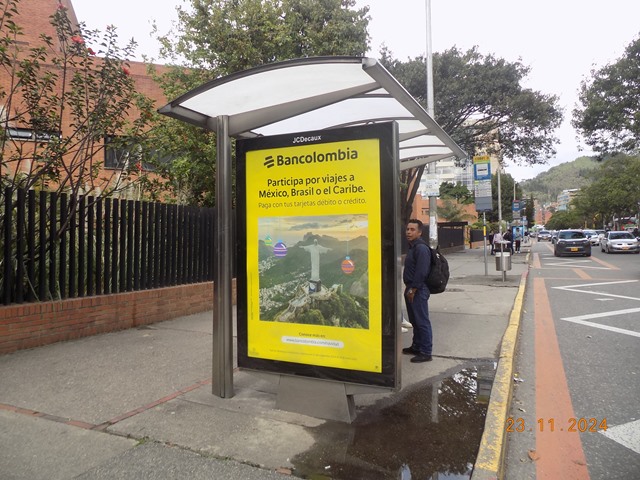 JCDecaux
Bancolombia
Participa por viajes a
México, Brasil o el Caribe.
Paga con tus tarjetas débito o crédito.
23.11.2024